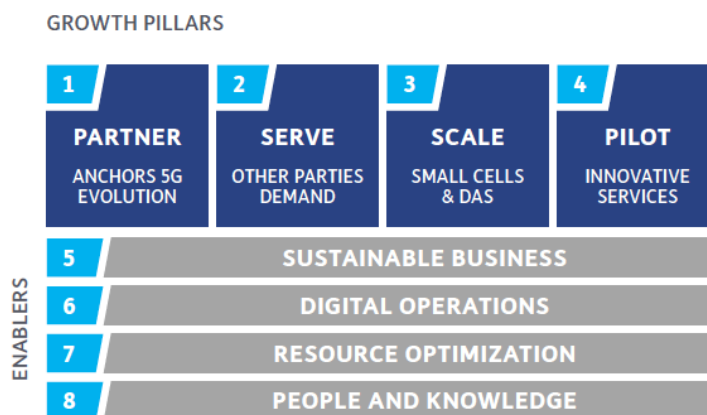 GROWTH PILLARS
1
PARTNER
ANCHORS 5G
EVOLUTION
2
SERVE
OTHER PARTIES
DEMAND
3
SCALE
SMALL CELLS
& DAS
4
PILOT
INNOVATIVE
SERVICES
ENABLERS
5 SUSTAINABLE BUSINESS
6 DIGITAL OPERATIONS
7 RESOURCE OPTIMIZATION
8 PEOPLE AND KNOWLEDGE